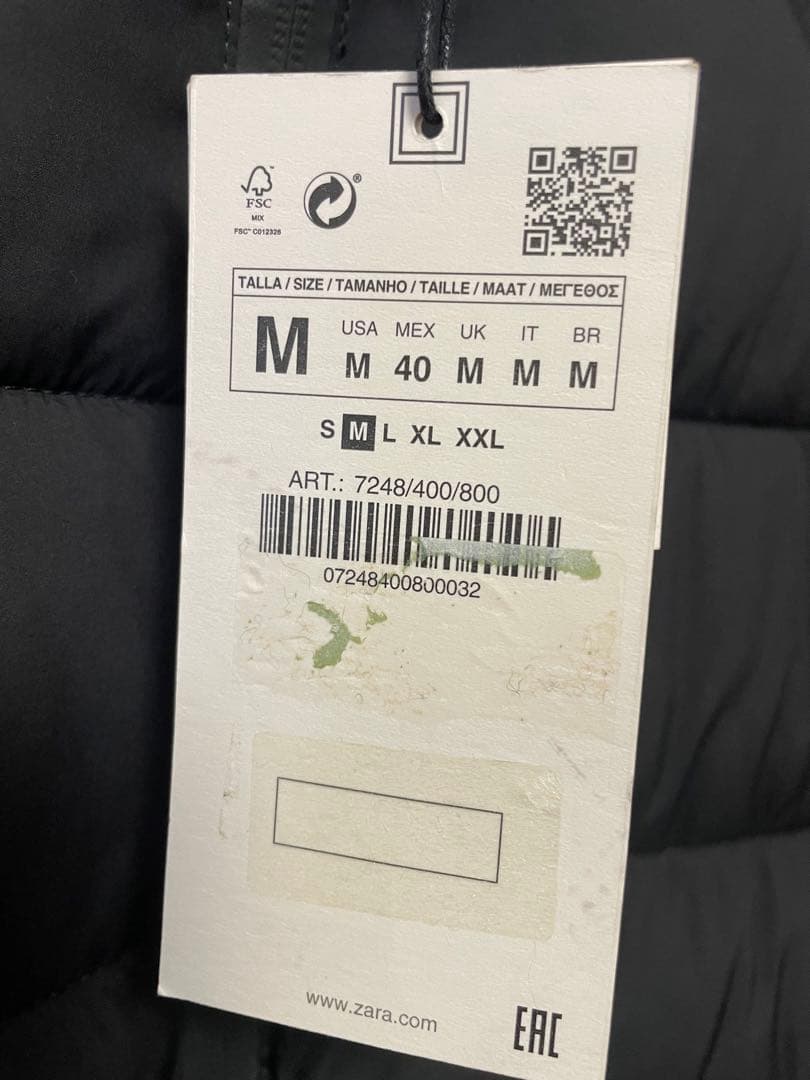 FSC
MIX
FSC™ C012326
®
TALLA / SIZE / TAMANHO / TAILLE / MAAT / ΜΕΓΕΘΟΣ
M
USA MEX UK IT BR
M 40 M M M
S M L XL XXL
ART.: 7248/400/800
07248400800032
www.zara.com
EAC